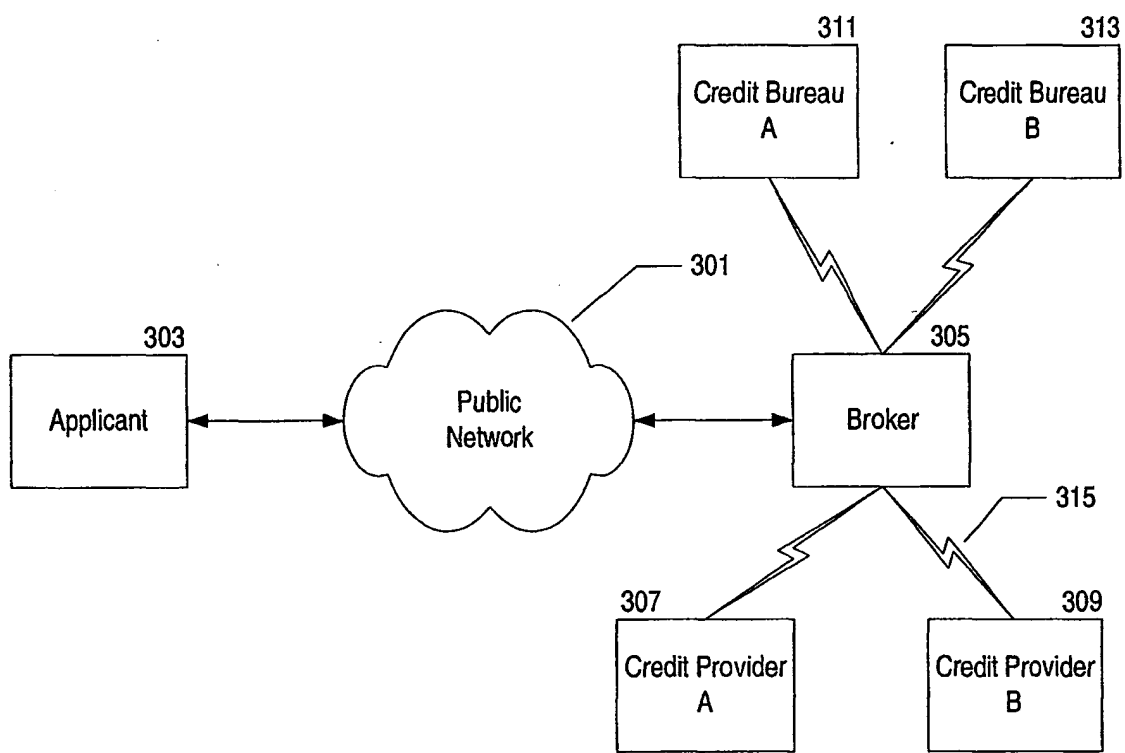 311
313
Credit Bureau
A
Credit Bureau
B
301
303
305
Applicant
Public
Network
Broker
315
307
309
Credit Provider
A
Credit Provider
B